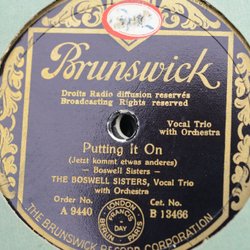 Brunswick
Droits Radio diffusion reservés
Broadcasting Rights reserved
Vocal Trio
with Orchestra
Putting It On
(Jetzt kommt etwas anderes)
- Boswell Sisters -
THE BOSWELL SISTERS, Vocal Trio
with Orchestra
Order No.
A 9440
Cat. No.
B 13466
LONDON
FRANCIS
DAY
THE BRUNSWICK RECORD CORPORATION